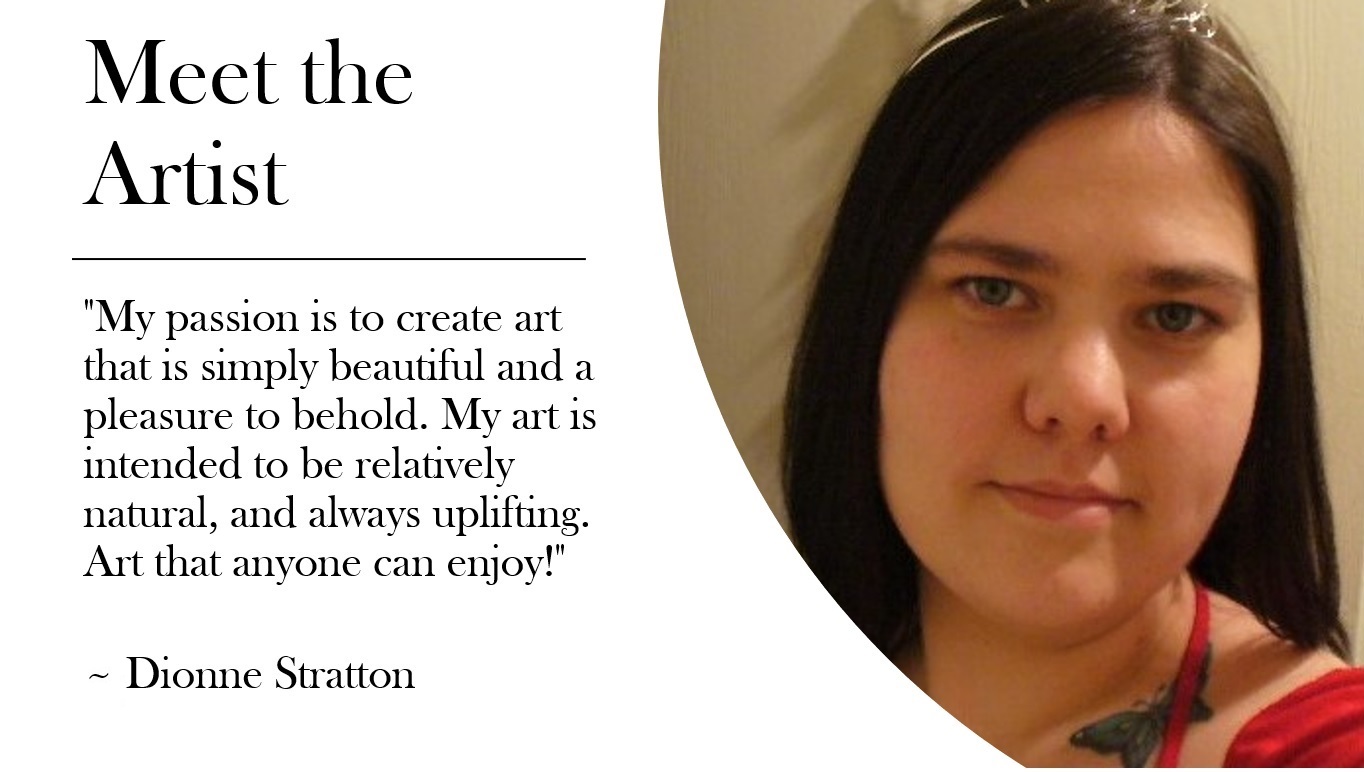 Meet the
Artist
"My passion is to create art
that is simply beautiful and a
pleasure to behold. My art is
intended to be relatively
natural, and always uplifting.
Art that anyone can enjoy!"
~ Dionne Stratton